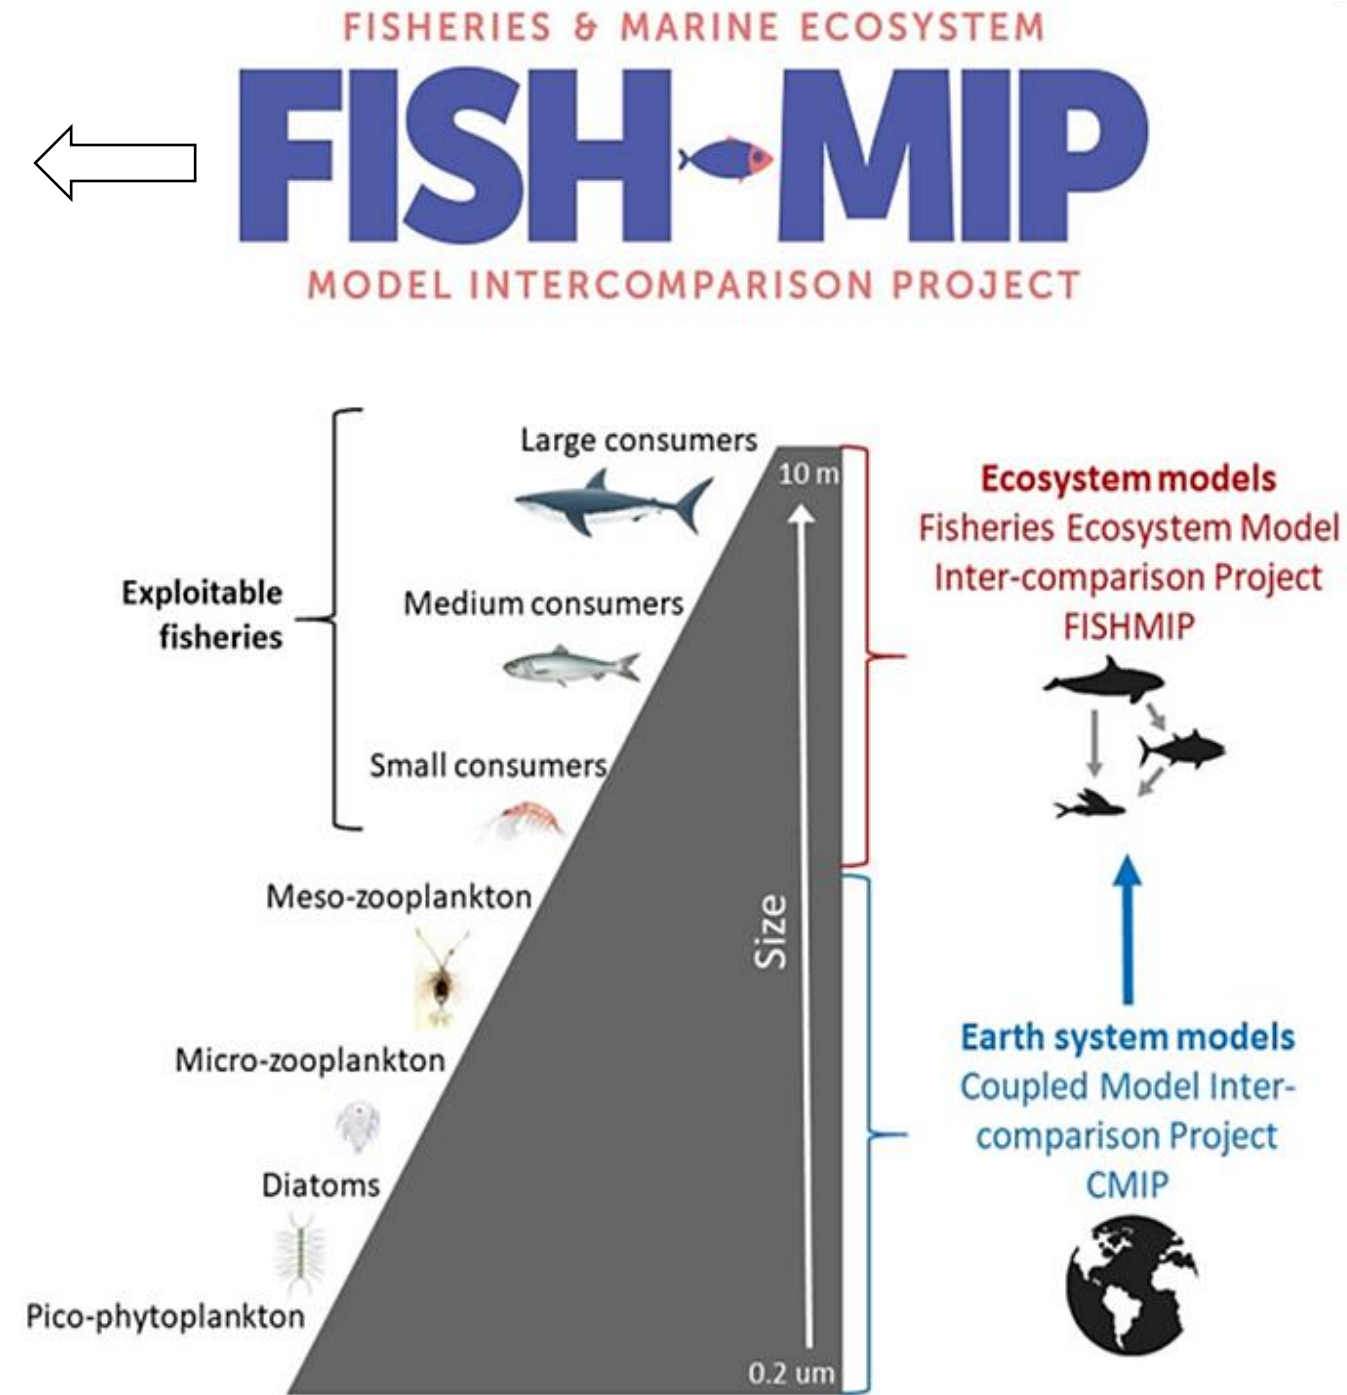 FISHERIES & MARINE ECOSYSTEM
FISH MIP
MODEL INTERCOMPARISON PROJECT
Large consumers
10 m
Ecosystem models
Fisheries Ecosystem Model
Inter-comparison Project
FISHMIP
Exploitable
fisheries
Medium consumers
Small consumers
Meso-zooplankton
Size
Micro-zooplankton
Earth system models
Coupled Model Inter-
comparison Project
CMIP
Diatoms
Pico-phytoplankton
0.2 um